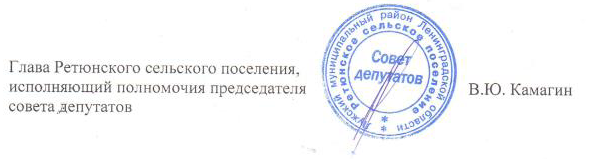 Глава Ретюнского сельского поселения,
исполняющий полномочия председателя
совета депутатов
Лужский муниципальный район Ленинградской области
* Ретюнское сельское поселение *
Совет
депутатов
В.Ю. Камагин